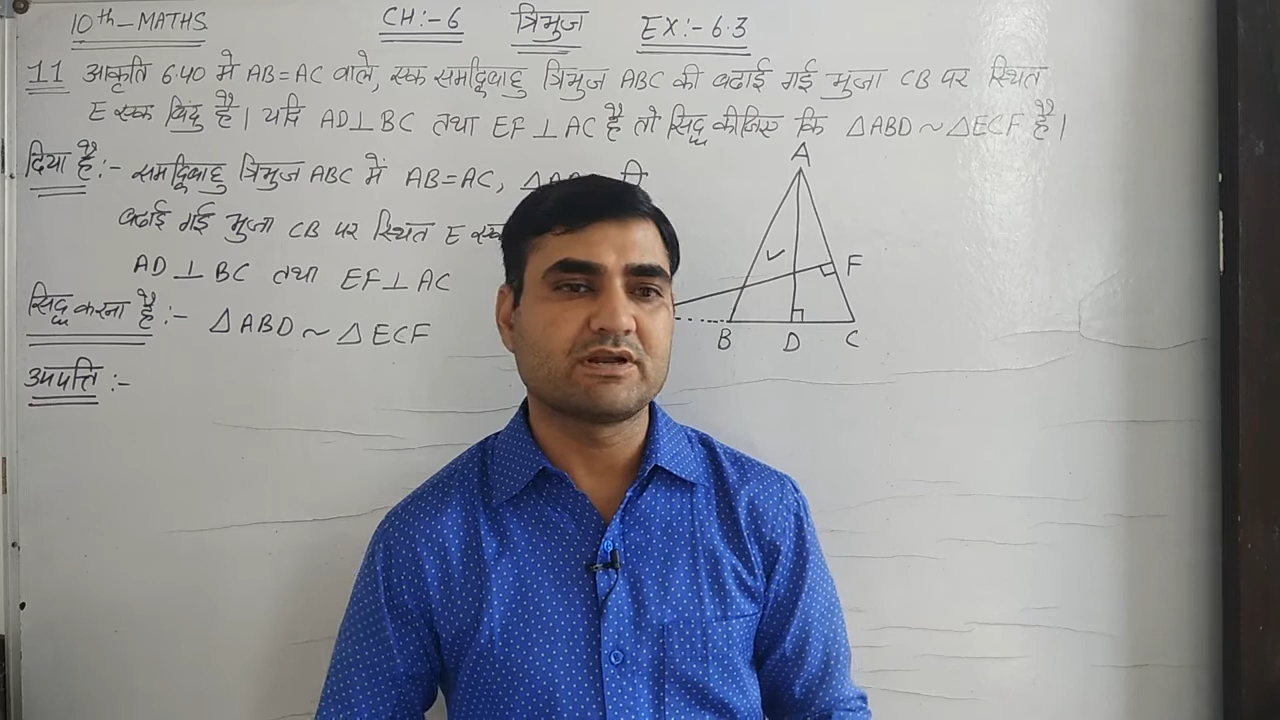 10th-MATHS CH:-6 त्रिभुज EX:-6.3
11 आकृति 6.40 में AB=AC वाले, एक समद्विबाहु त्रिभुज ABC की बढाई गई भुजा CB पर स्थित
E एक बिंदु है। यदि AD⊥BC तथा EF⊥AC है तो सिद्ध कीजिए कि △ABD~△ECF है।
दिया है:- समद्विबाहु त्रिभुज ABC में AB=AC,
बढाई गई भुजा CB पर स्थित E एक
AD⊥BC तथा EF⊥AC
सिद्ध करना है:- △ABD~△ECF
उपपत्ति:-
A
F
B D C